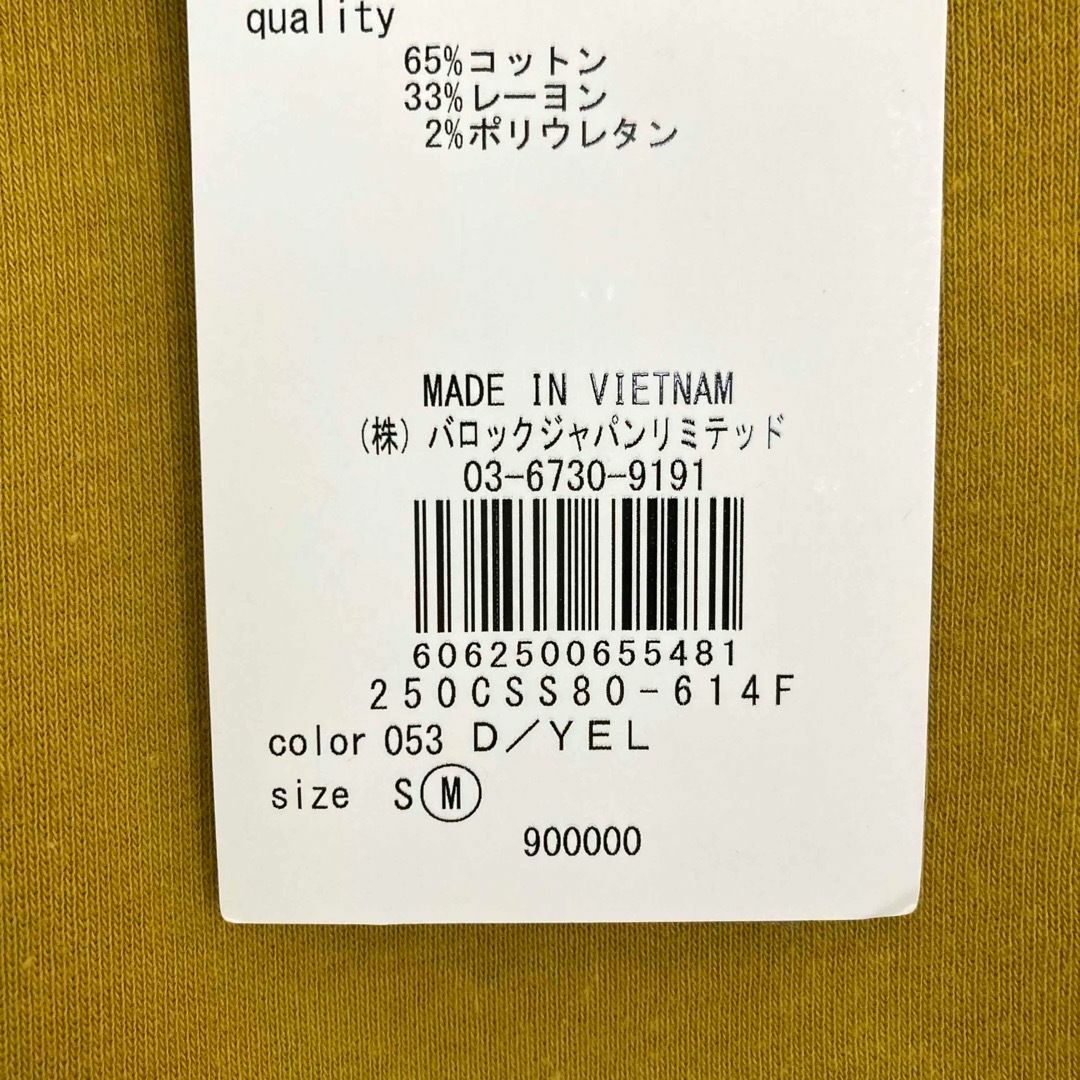 quality
65%コットン
33%レーヨン
2%ポリウレタン
MADE IN VIETNAM
(株) バロックジャパンリミテッド
03-6730-9191
6062500655481
250CSS80-614F
color 053 D/YEL
size S M
900000